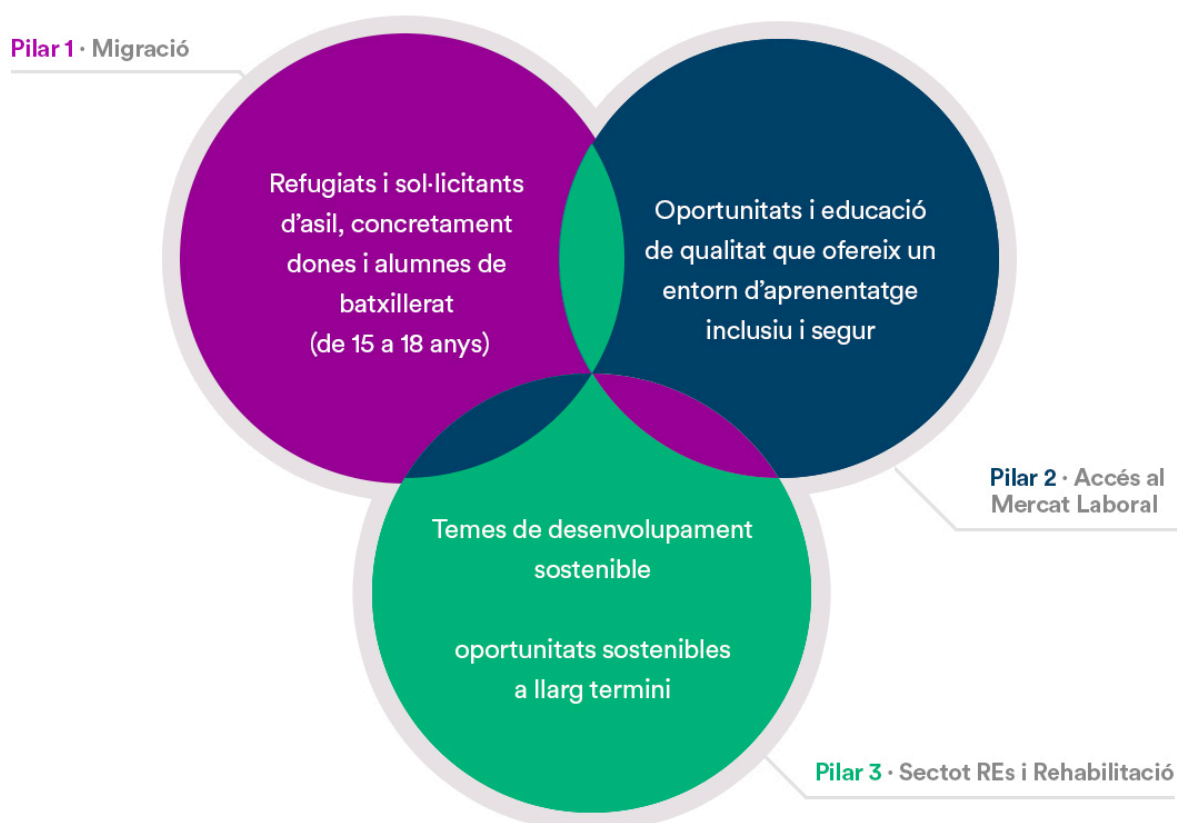 Pilar 1 · Migració
Refugiats i sol·licitants
d'asil, concretament
dones i alumnes de
batxillerat
(de 15 a 18 anys)
Oportunitats i educació
de qualitat que ofereix un
entorn d'aprenentatge
inclusiu i segur
Pilar 2 · Accés al
Mercat Laboral
Temes de desenvolupament
sostenible
oportunitats sostenibles
a llarg termini
Pilar 3 · Sectot REs i Rehabilitació